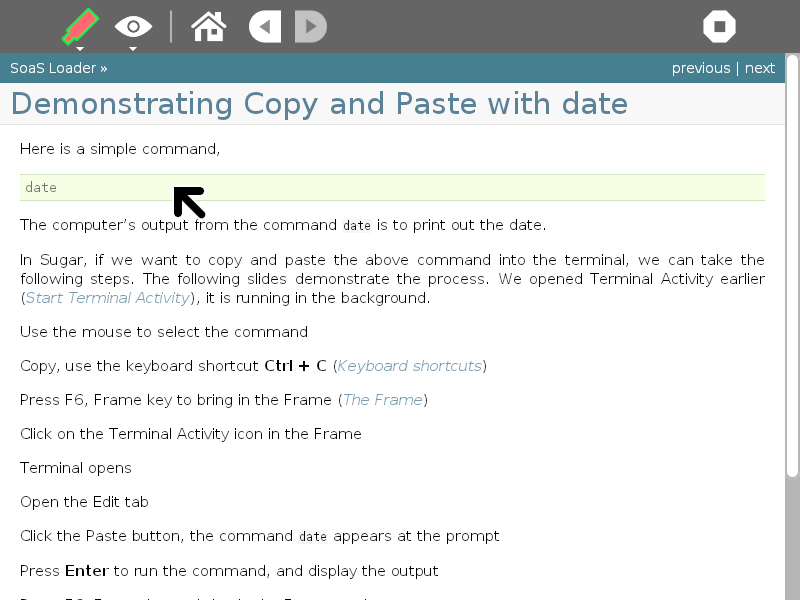 SoaS Loader »
previous | next
Demonstrating Copy and Paste with date
Here is a simple command,
date
The computer’s output from the command date is to print out the date.
In Sugar, if we want to copy and paste the above command into the terminal, we can take the
following steps. The following slides demonstrate the process. We opened Terminal Activity earlier
(Start Terminal Activity), it is running in the background.
Use the mouse to select the command
Copy, use the keyboard shortcut Ctrl + C (Keyboard shortcuts)
Press F6, Frame key to bring in the Frame (The Frame)
Click on the Terminal Activity icon in the Frame
Terminal opens
Open the Edit tab
Click the Paste button, the command date appears at the prompt
Press Enter to run the command, and display the output